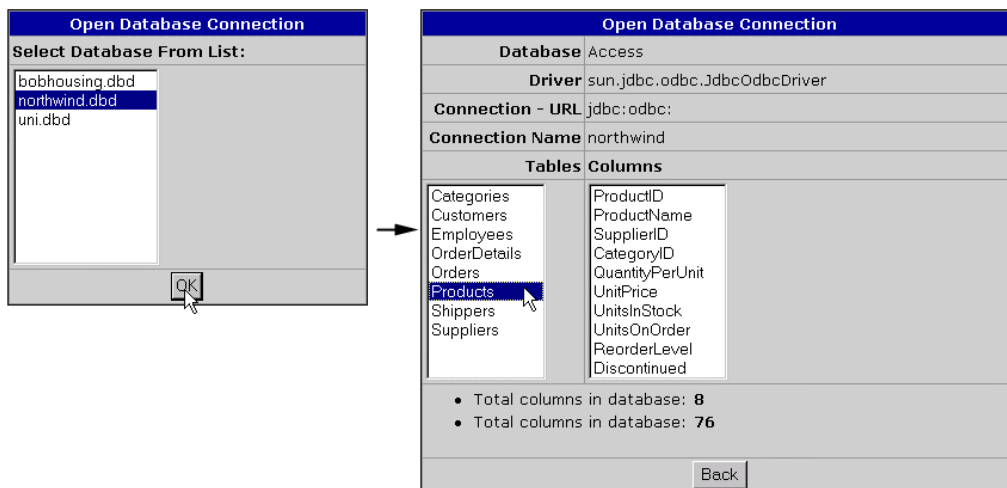 Open Database Connection
Select Database From List:
bobhousing.dbd
northwind.dbd
uni.dbd
OK
Open Database Connection
Database Access
Driver sun.jdbc.odbc.JdbcOdbcDriver
Connection - URL jdbc:odbc:
Connection Name northwind
Tables Columns
Categories
Customers
Employees
OrderDetails
Orders
Products
Shippers
Suppliers
ProductID
ProductName
SupplierID
CategoryID
QuantityPerUnit
UnitPrice
UnitsInStock
UnitsOnOrder
ReorderLevel
Discontinued
• Total columns in database: 8
• Total columns in database: 76
Back